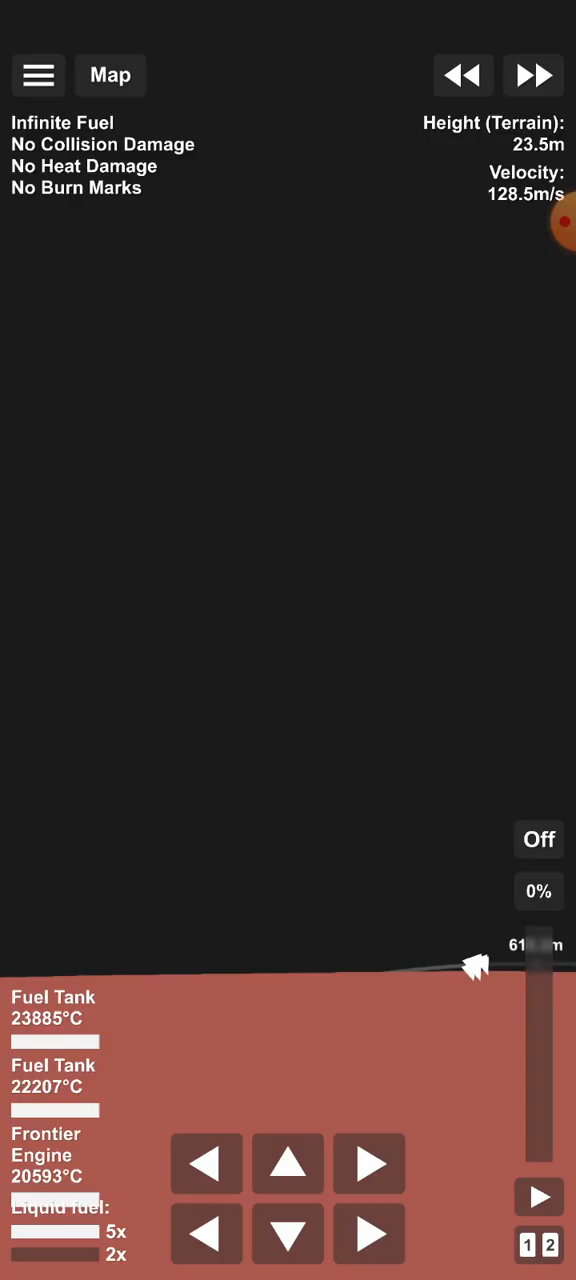 Map
Infinite Fuel
No Collision Damage
No Heat Damage
No Burn Marks
Height (Terrain):
23.5m
Velocity:
128.5m/s
Off
0%
Fuel Tank
23885°C
Fuel Tank
22207°C
Frontier
Engine
20593°C
Liquid fuel:
5x
2x
1 2